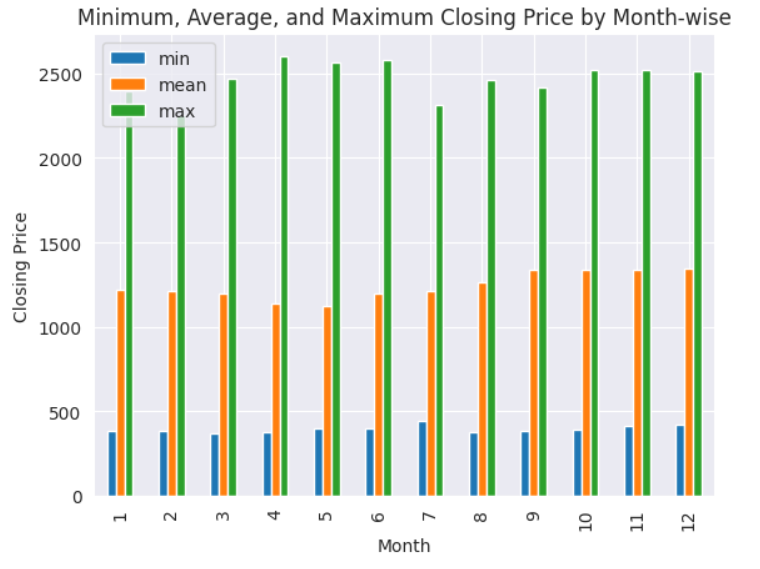 Minimum, Average, and Maximum Closing Price by Month-wise
min
mean
max
2500
2000
1500
1000
500
0
Closing Price
1 2 3 4 5 6 7 8 9 10 11 12
Month